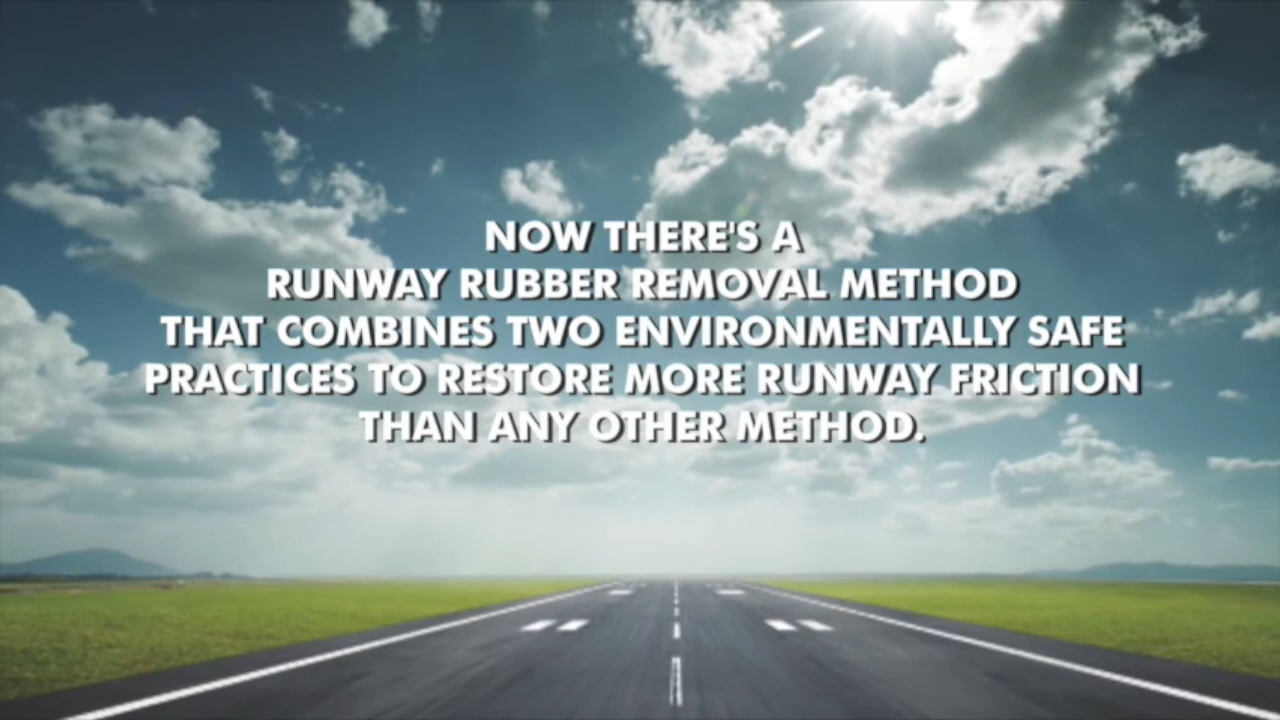 NOW THERE'S A
RUNWAY RUBBER REMOVAL METHOD
THAT COMBINES TWO ENVIRONMENTALLY SAFE
PRACTICES TO RESTORE MORE RUNWAY FRICTION
THAN ANY OTHER METHOD.